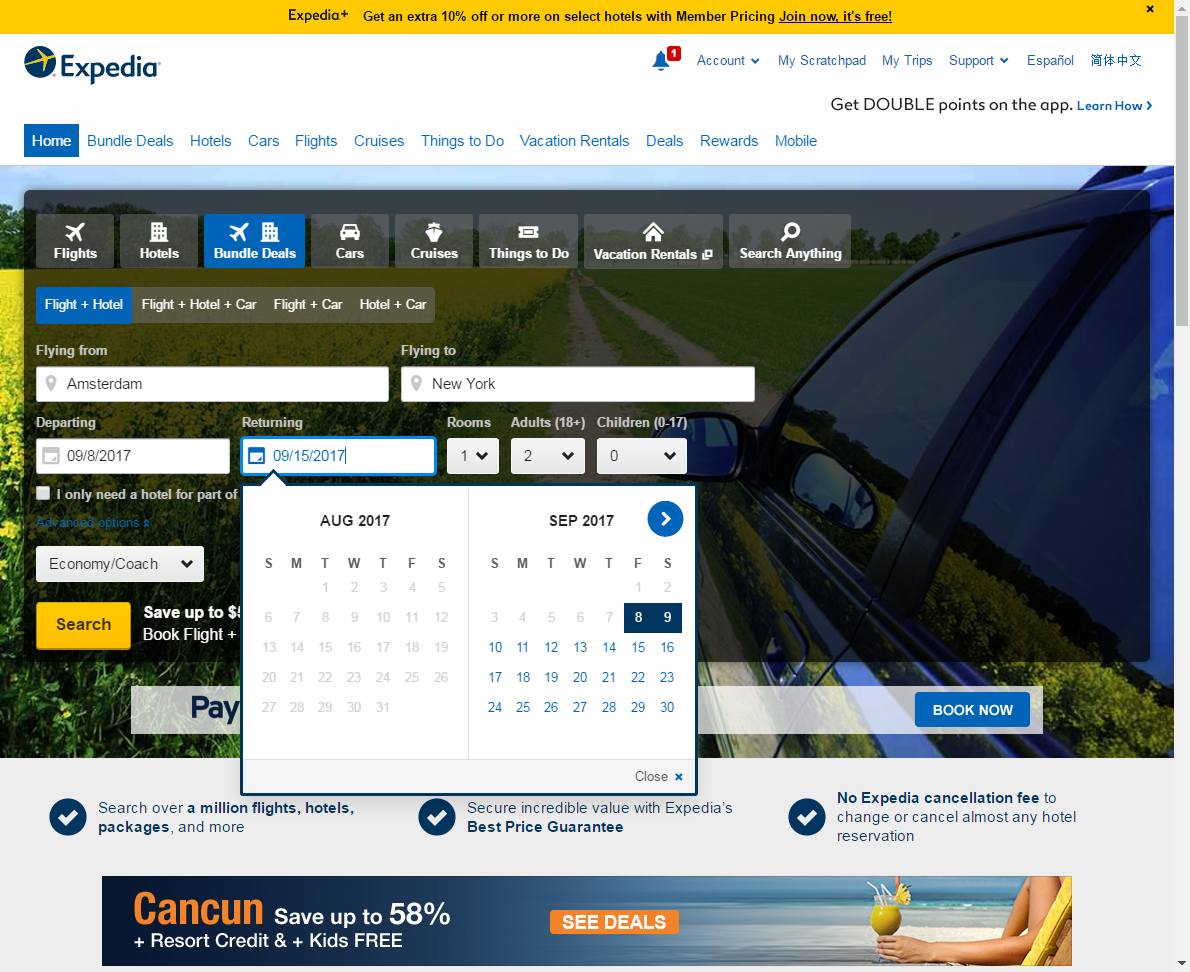 Expedia+ Get an extra 10% off or more on select hotels with Member Pricing Join now, it's free! ×
Expedia
1 Account My Scratchpad My Trips Support Español 简体中文
Get DOUBLE points on the app. Learn How ›
Home Bundle Deals Hotels Cars Flights Cruises Things to Do Vacation Rentals Deals Rewards Mobile
Flights Hotels Bundle Deals Cars Cruises Things to Do Vacation Rentals Search Anything
Flight + Hotel Flight + Hotel + Car Flight + Car Hotel + Car
Flying from Flying to
Amsterdam New York
Departing Returning Rooms Adults (18+) Children (0-17)
09/8/2017 09/15/2017 1 2 0
I only need a hotel for part of
Advanced options
Economy/Coach
Search
Save up to $5
Book Flight +
AUG 2017
S M T W T F S
1 2 3 4 5
6 7 8 9 10 11 12
13 14 15 16 17 18 19
20 21 22 23 24 25 26
27 28 29 30 31
SEP 2017
S M T W T F S
1 2
3 4 5 6 7 8 9
10 11 12 13 14 15 16
17 18 19 20 21 22 23
24 25 26 27 28 29 30
Close ×
Pay
BOOK NOW
Search over a million flights, hotels,
packages, and more
Secure incredible value with Expedia's
Best Price Guarantee
No Expedia cancellation fee to
change or cancel almost any hotel
reservation
Cancun Save up to 58%
+ Resort Credit & + Kids FREE
SEE DEALS